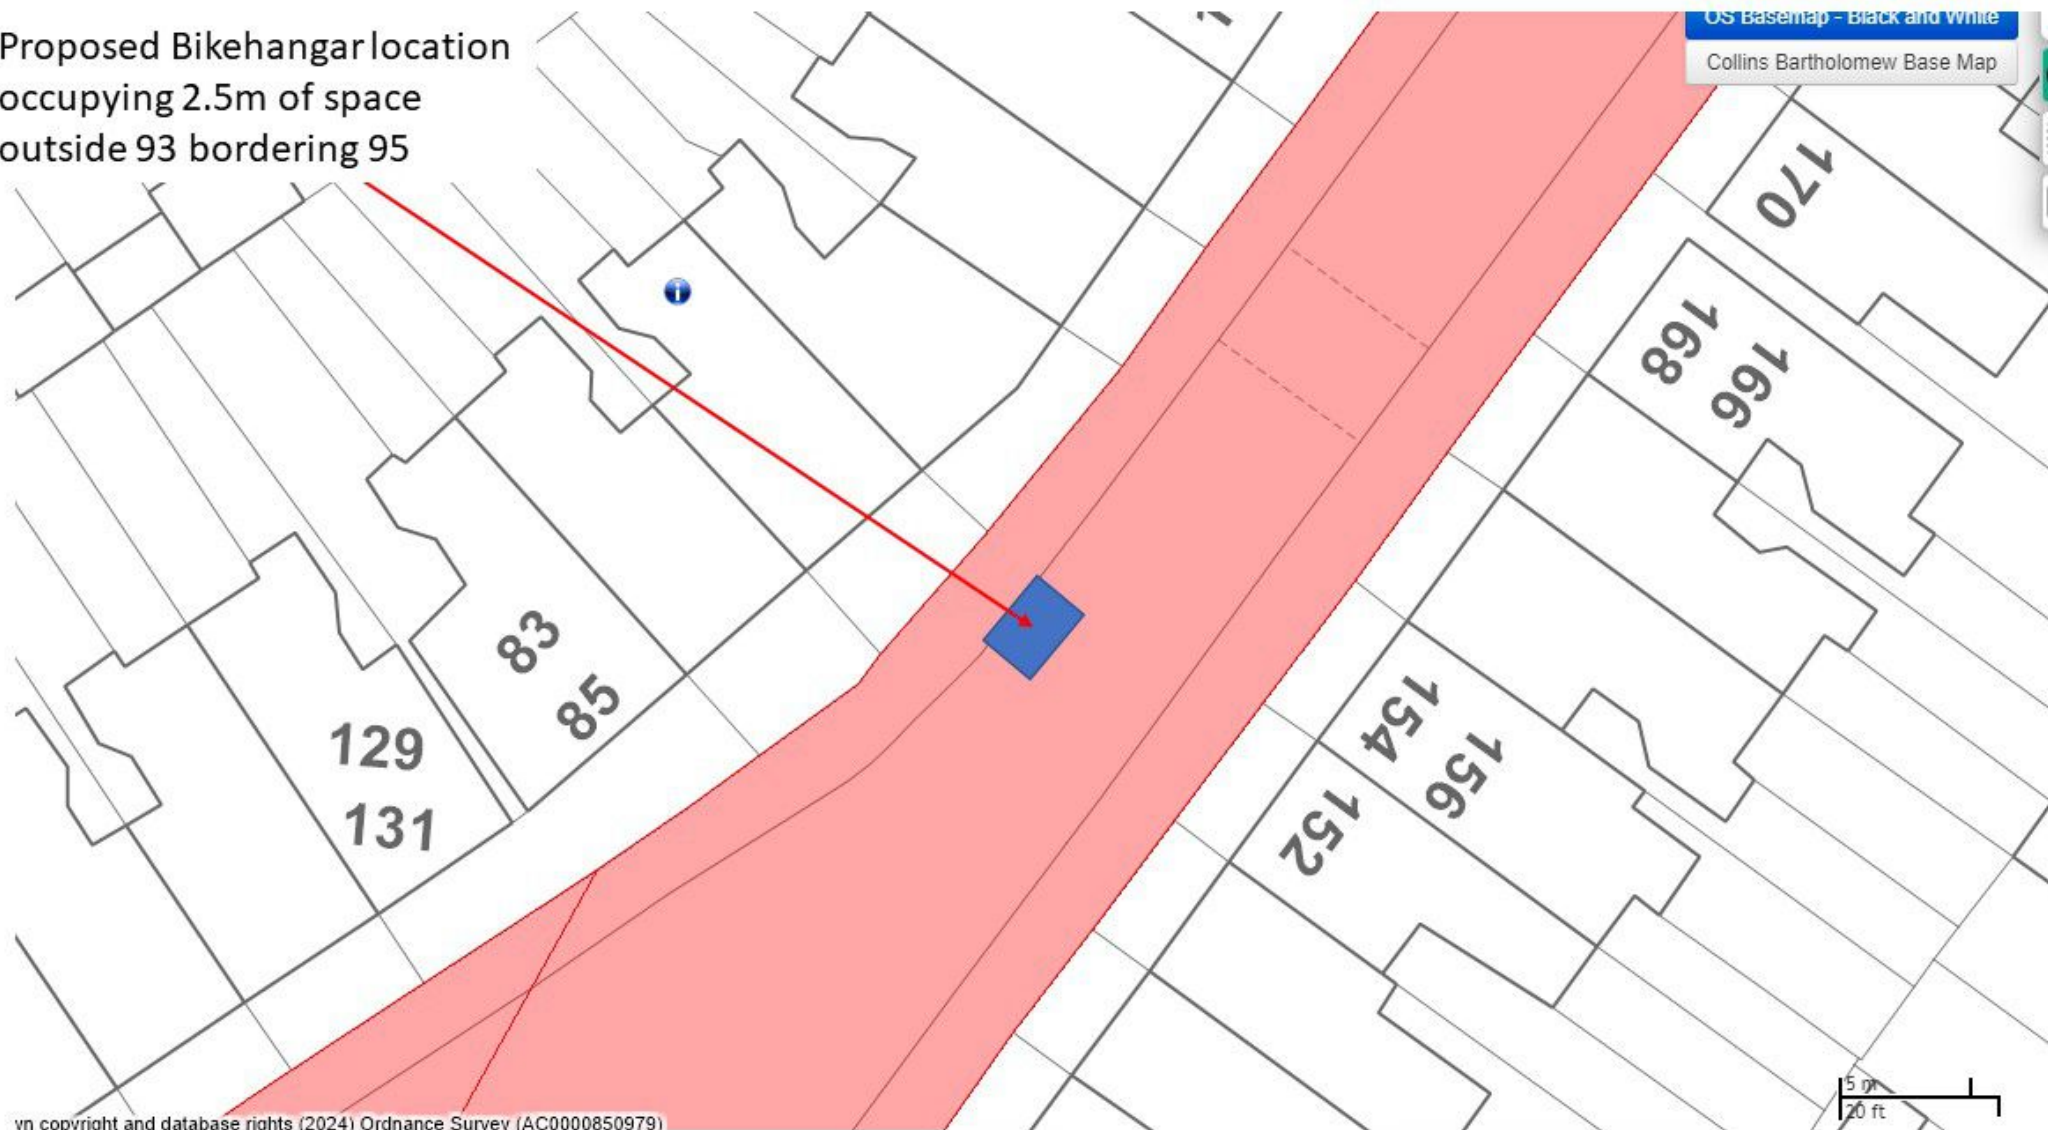 Proposed Bikehangar location
occupying 2.5m of space
outside 93 bordering 95
OS Basemap - Black and White
Collins Bartholomew Base Map
170
168
166
83
85
129
131
154
156
152
5 m
20 ft
yn copyright and database rights (2024) Ordnance Survey (AC0000850979)